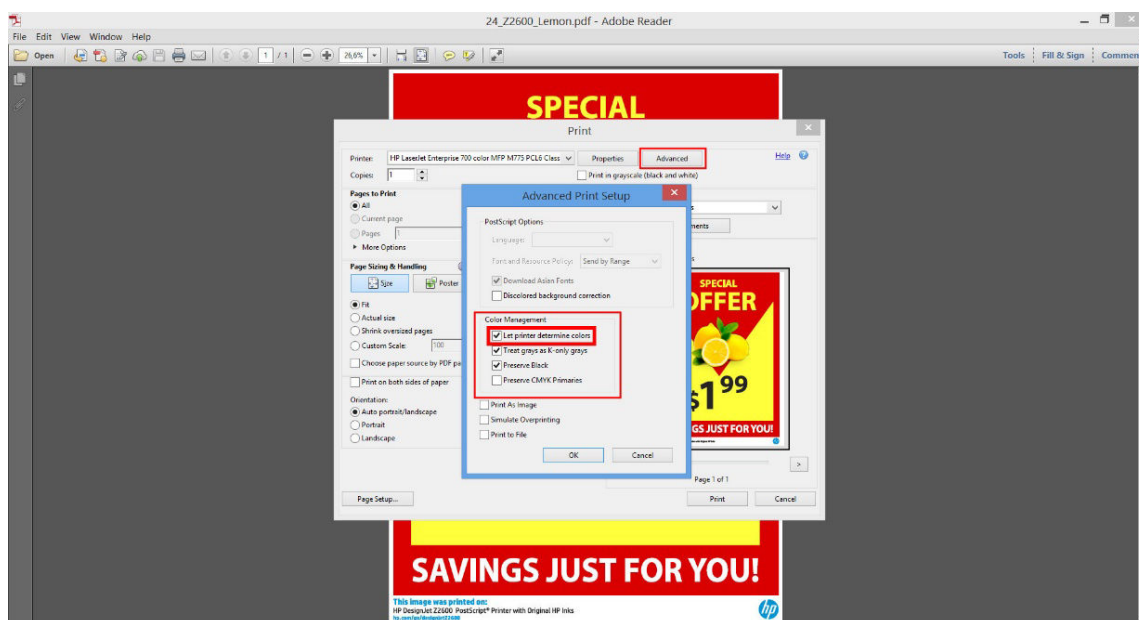 24_Z2600_Lemon.pdf - Adobe Reader
File Edit View Window Help
Open 1 / 1 26,6% Tools Fill & Sign Commen
SPECIAL
Print
Printer: HP LaserJet Enterprise 700 color MFP M775 PCL6 Class Properties Advanced Help
Copies: 1 Print in grayscale (black and white)
Pages to Print
All
Current page
Pages 1
More Options
Page Sizing & Handling
Size Poster
Fit
Actual size
Shrink oversized pages
Custom Scale: 100
Choose paper source by PDF pa
Print on both sides of paper
Orientation:
Auto portrait/landscape
Portrait
Landscape
Advanced Print Setup
PostScript Options
Language:
Font and Resource Policy: Send by Range
Download Asian Fonts
Discolored background correction
Color Management
Let printer determine colors
Treat grays as K-only grays
Preserve Black
Preserve CMYK Primaries
Print As Image
Simulate Overprinting
Print to File
OK Cancel
s
ments
s
SPECIAL
OFFER
$1 99
GS JUST FOR YOU!
hp
Page 1 of 1
Page Setup... Print Cancel
SAVINGS JUST FOR YOU!
This image was printed on:
HP DesignJet Z2600 PostScript® Printer with Original HP Inks
hp